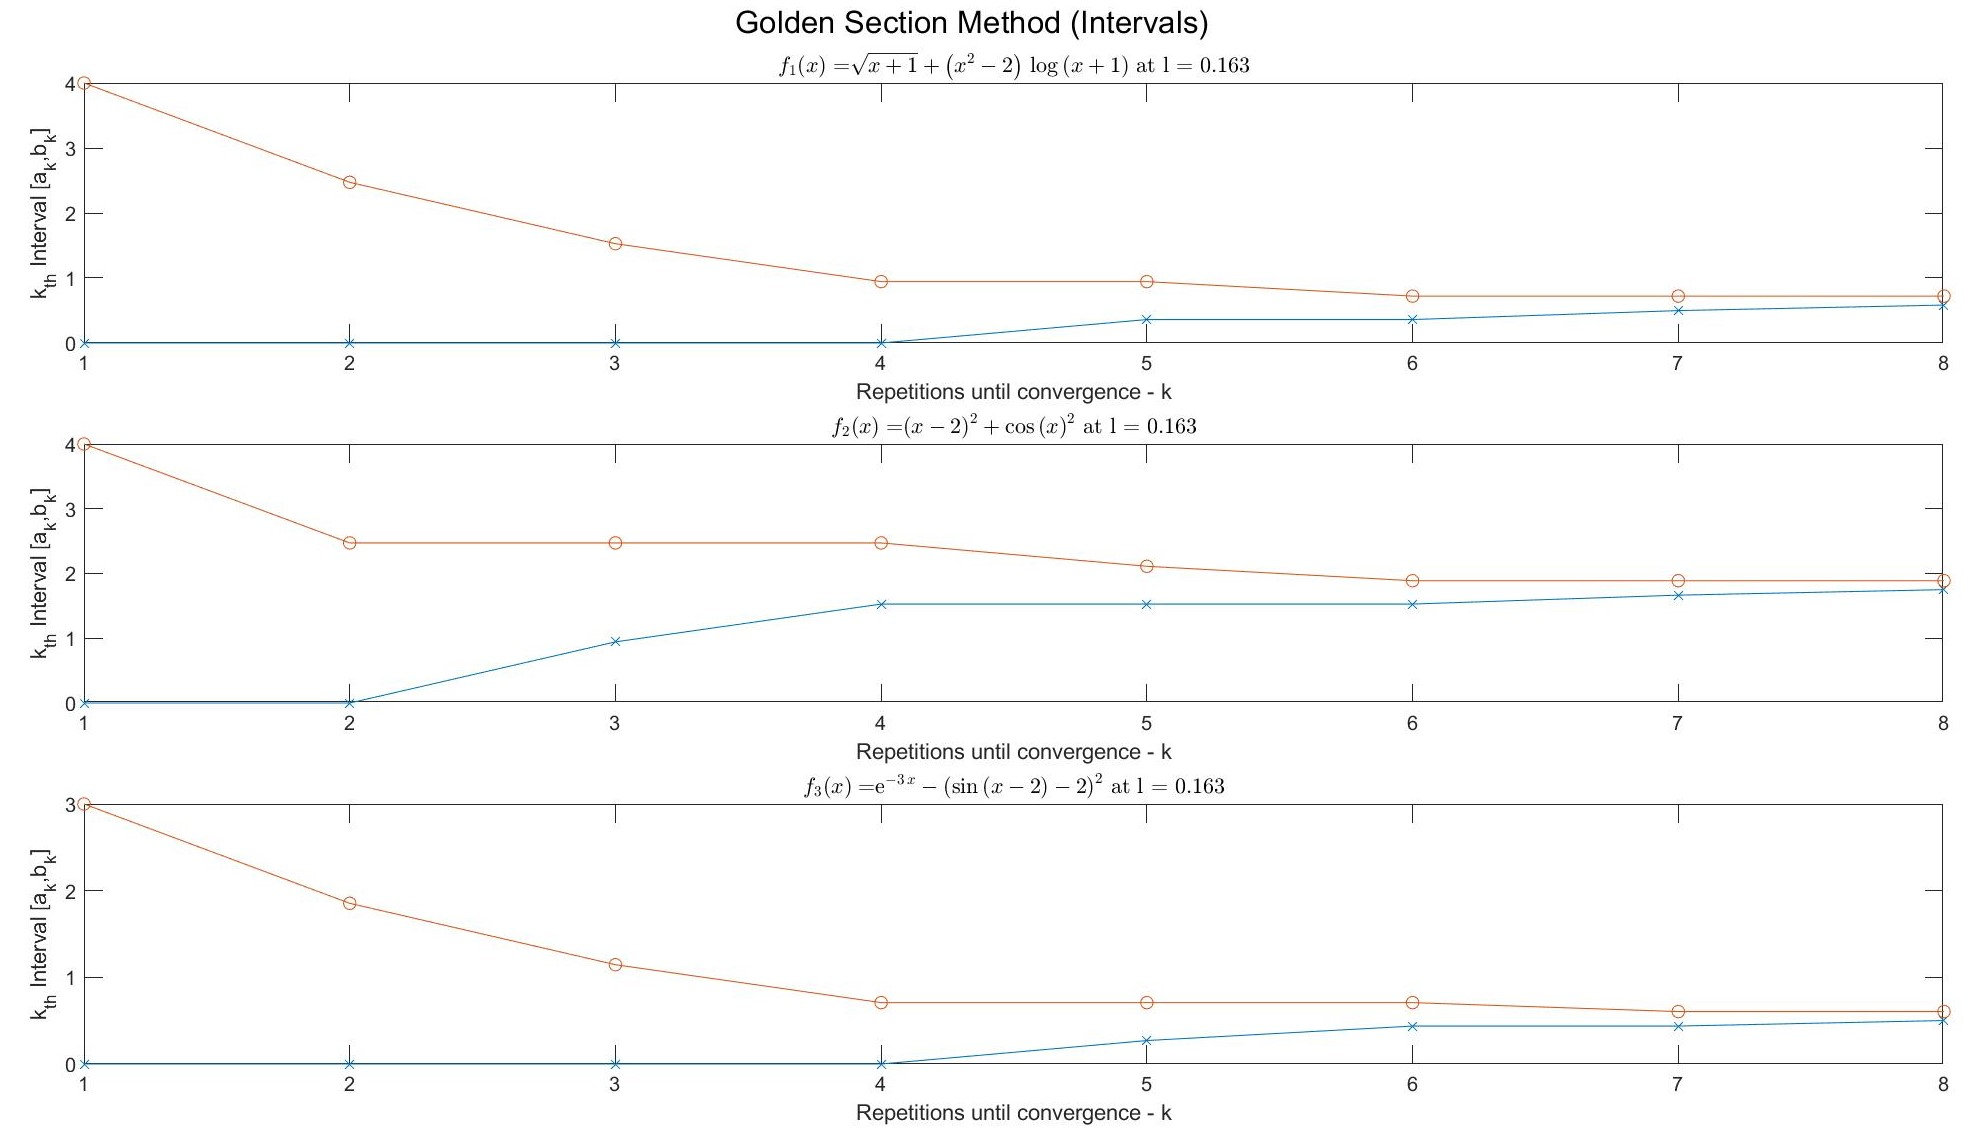 Golden Section Method (Intervals)
f₁(x) =√(x + 1) + (x² − 2) log (x + 1) at l = 0.163
k_th Interval [a_k,b_k]
4
3
2
1
0
1 2 3 4 5 6 7 8
Repetitions until convergence - k
f₂(x) =(x − 2)² + cos (x)² at l = 0.163
k_th Interval [a_k,b_k]
4
3
2
1
0
1 2 3 4 5 6 7 8
Repetitions until convergence - k
f₃(x) =e⁻³ ˣ − (sin (x − 2) − 2)² at l = 0.163
k_th Interval [a_k,b_k]
3
2
1
0
1 2 3 4 5 6 7 8
Repetitions until convergence - k